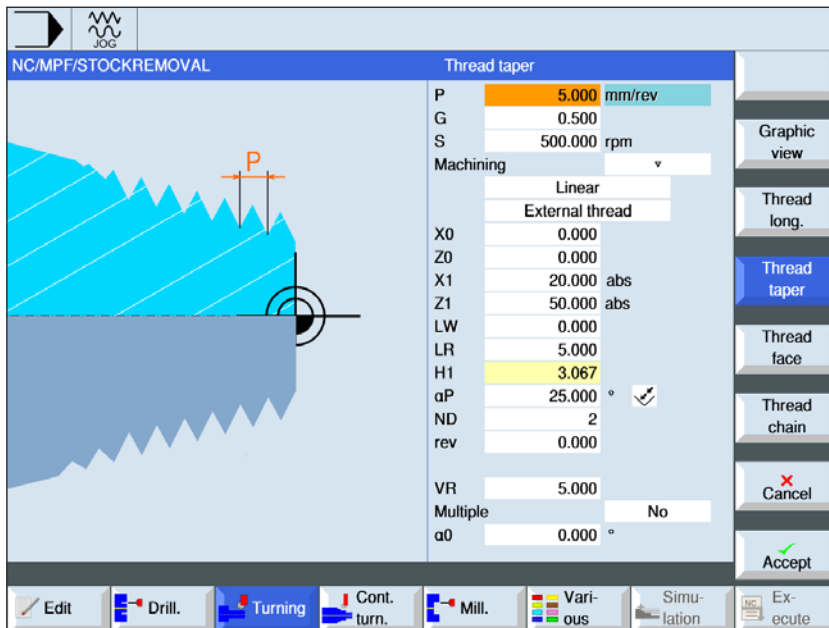 JOG
NC/MPF/STOCKREMOVAL
Thread taper
P 5.000 mm/rev
G 0.500
S 500.000 rpm
Machining ▿
Linear
External thread
X0 0.000
Z0 0.000
X1 20.000 abs
Z1 50.000 abs
LW 0.000
LR 5.000
H1 3.067
αP 25.000 °
ND 2
rev 0.000
VR 5.000
Multiple No
α0 0.000 °
P
Graphic
view
Thread
long.
Thread
taper
Thread
face
Thread
chain
Cancel
Accept
Edit
Drill.
Turning
Cont.
turn.
Mill.
Vari-
ous
Simu-
lation
NC
Ex-
ecute